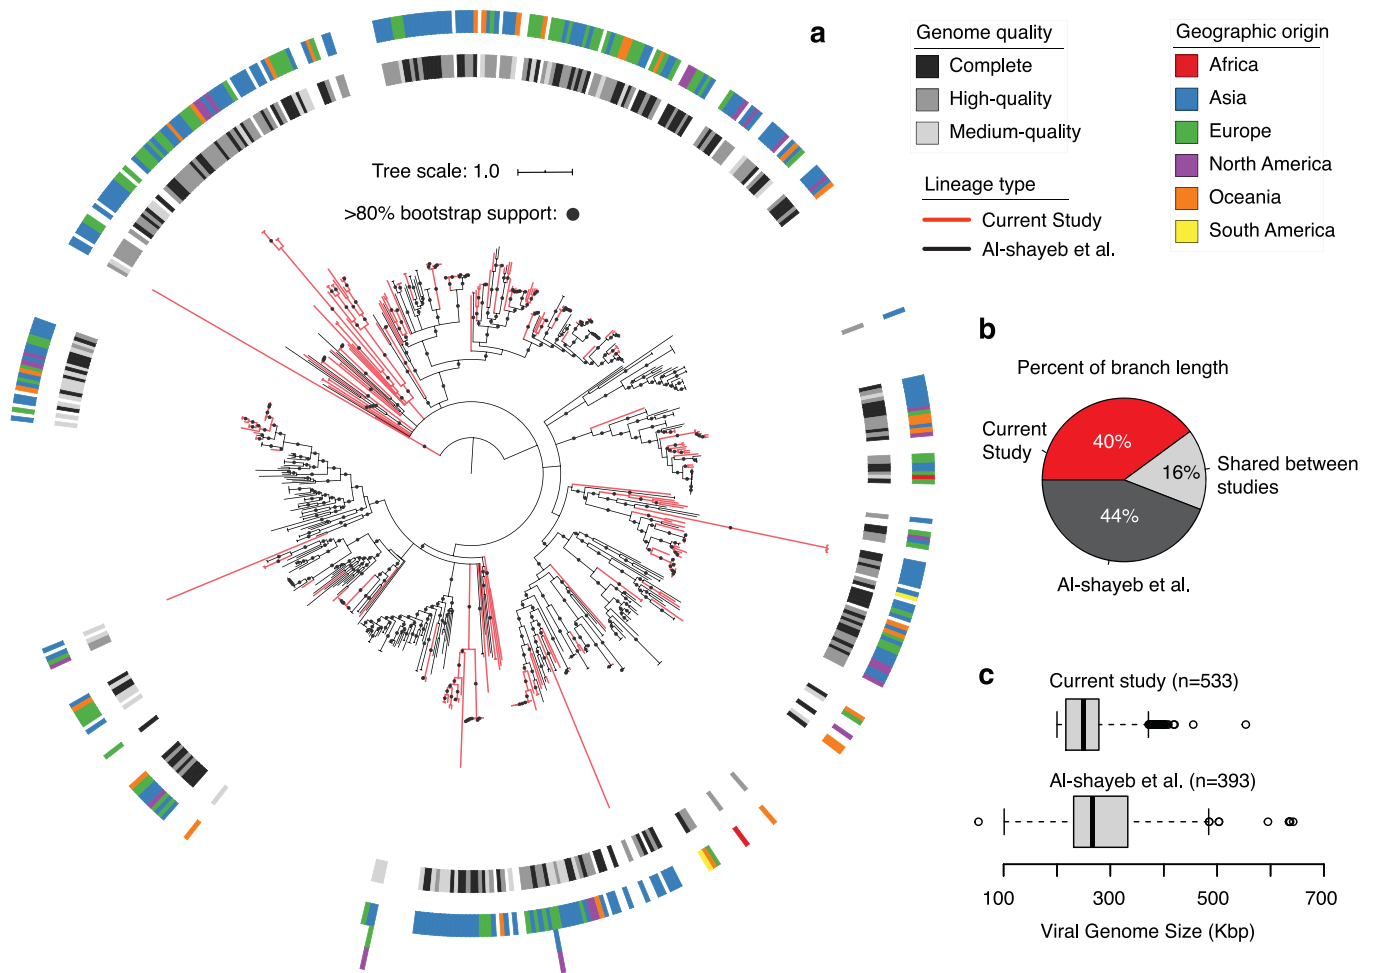 a
Genome quality
Complete
High-quality
Medium-quality
Lineage type
Current Study
Al-shayeb et al.
Geographic origin
Africa
Asia
Europe
North America
Oceania
South America
Tree scale: 1.0
>80% bootstrap support:
b
Percent of branch length
Current
Study
40%
16%
Shared between
studies
44%
Al-shayeb et al.
c
Current study (n=533)
Al-shayeb et al. (n=393)
100 300 500 700
Viral Genome Size (Kbp)